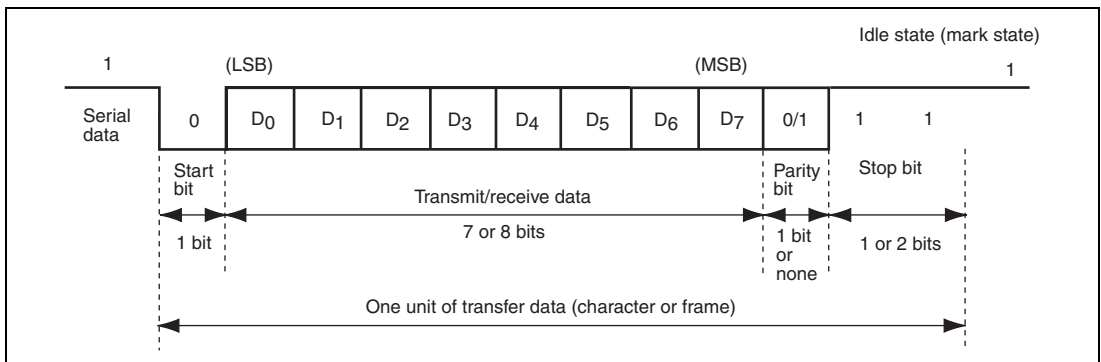 Idle state (mark state)
1 (LSB) (MSB) 1
Serial data 0 D0 D1 D2 D3 D4 D5 D6 D7 0/1 1 1
Start bit
Parity bit
Stop bit
Transmit/receive data
1 bit
7 or 8 bits
1 bit or none
1 or 2 bits
One unit of transfer data (character or frame)